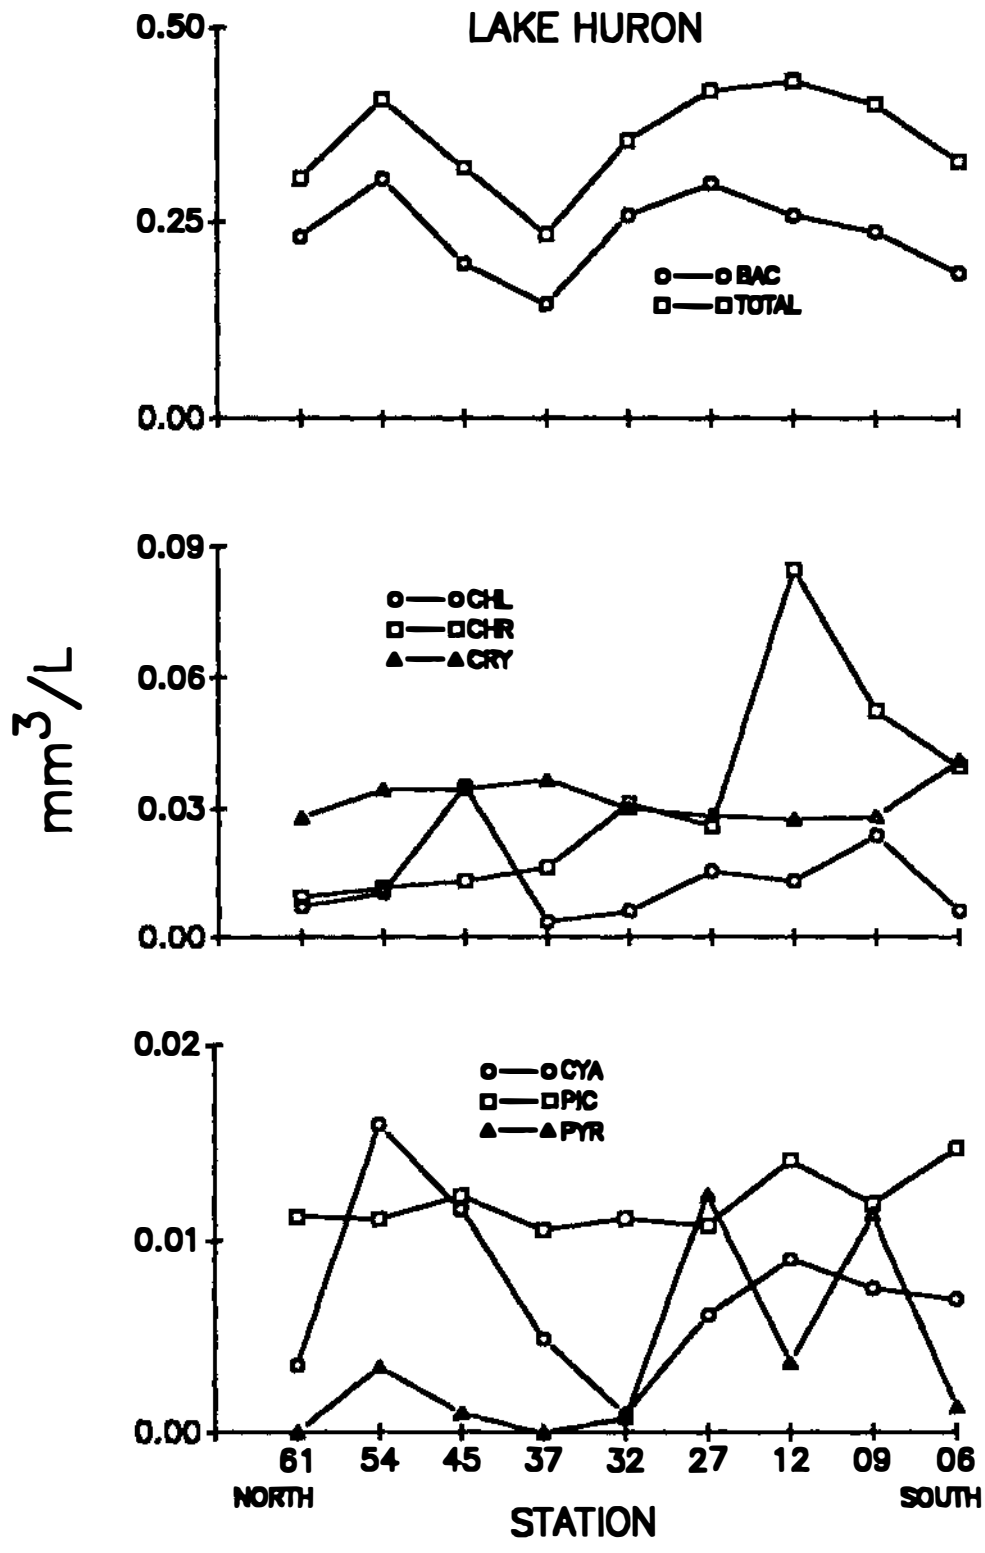 LAKE HURON
0.50
0.25
0.00
BAC
TOTAL
0.09
0.06
0.03
0.00
CHL
CHR
CRY
mm³/L
0.02
0.01
0.00
CYA
PIC
PYR
61 54 45 37 32 27 12 09 06
NORTH SOUTH
STATION